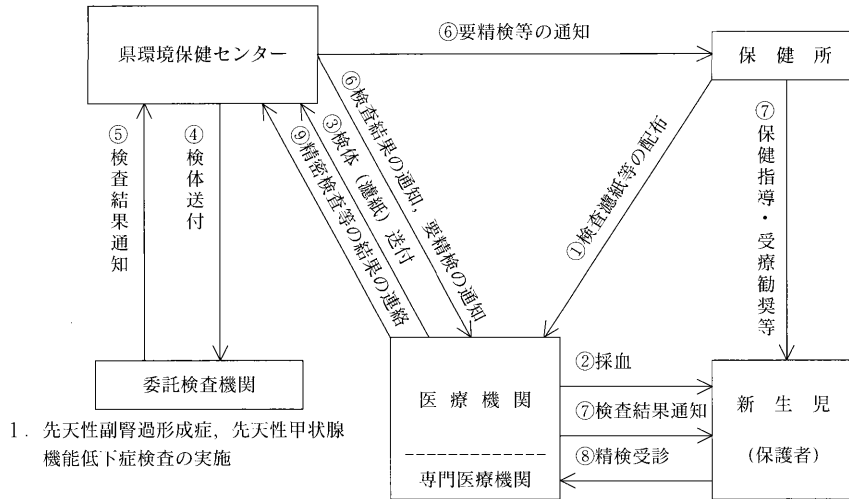 ⑥要精検等の通知
県環境保健センター
保健所
⑥検査結果の通知，要精検の通知
③検体（濾紙）送付
⑨精密検査等の結果の連絡
①検査濾紙等の配布
⑦保健指導・受療勧奨等
⑤検査結果通知
④検体送付
委託検査機関
1．先天性副腎過形成症，先天性甲状腺
機能低下症検査の実施
医療機関
専門医療機関
②採血
⑦検査結果通知
⑧精検受診
新生児
(保護者)